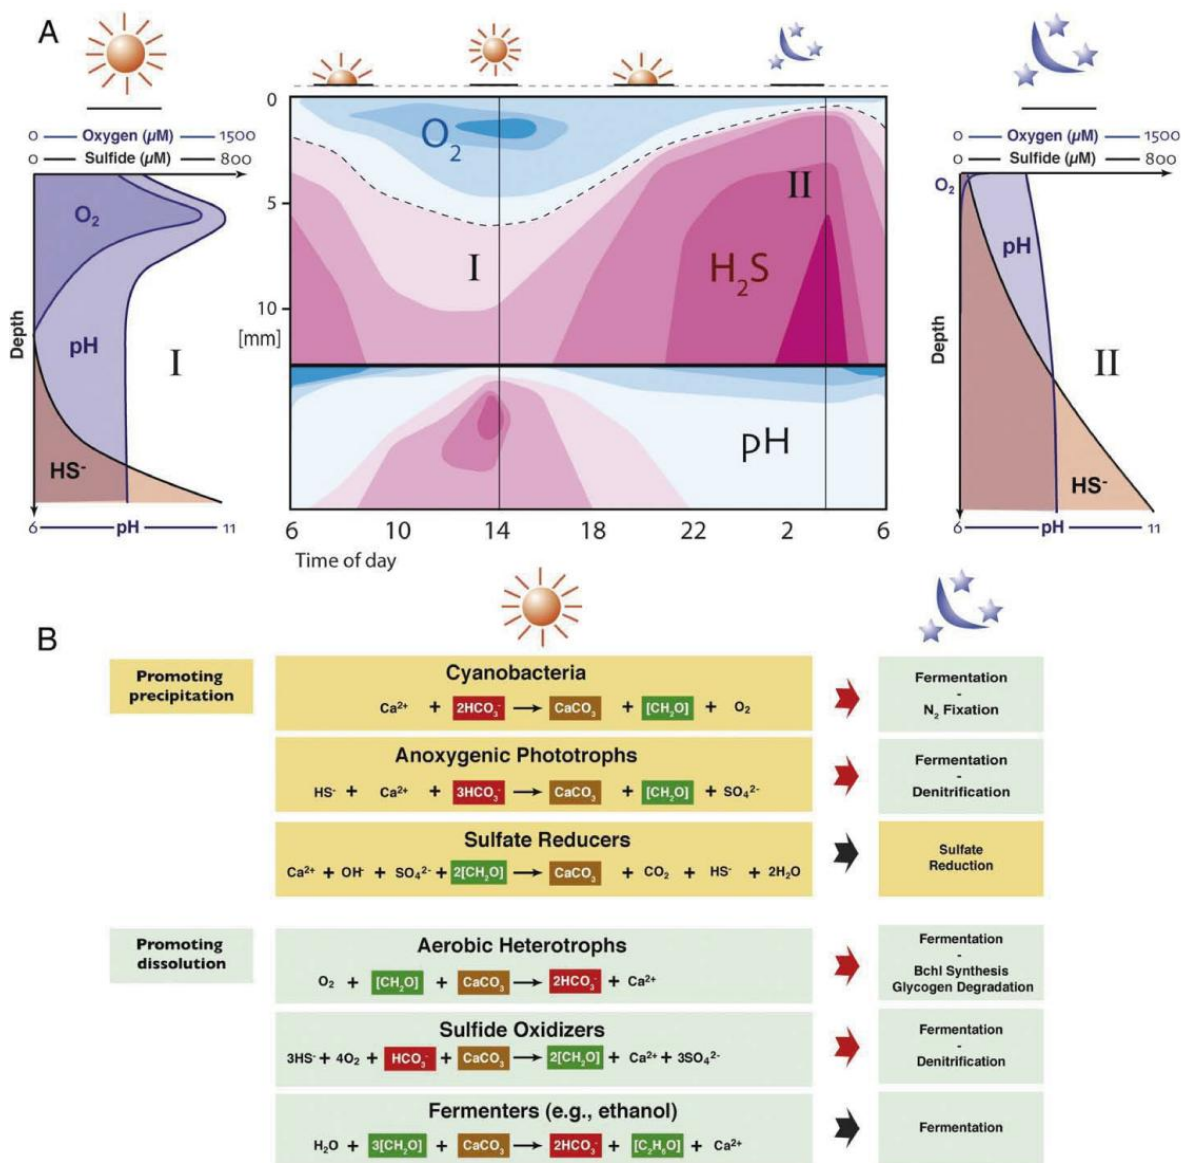 A
0 Oxygen (µM) 1500
0 Sulfide (µM) 800
O₂
pH
HS⁻
I
Depth
6 pH 11
0
5
10
[mm]
O₂
I
II
H₂S
pH
6 10 14 18 22 2 6
Time of day
0 Oxygen (µM) 1500
0 Sulfide (µM) 800
O₂
pH
II
HS⁻
Depth
6 pH 11
B
Promoting
precipitation
Cyanobacteria
Ca²⁺ + 2HCO₃⁻ → CaCO₃ + [CH₂O] + O₂
Fermentation
-
N₂ Fixation
Anoxygenic Phototrophs
HS⁻ + Ca²⁺ + 3HCO₃⁻ → CaCO₃ + [CH₂O] + SO₄²⁻
Fermentation
-
Denitrification
Sulfate Reducers
Ca²⁺ + OH⁻ + SO₄²⁻ + 2[CH₂O] → CaCO₃ + CO₂ + HS⁻ + 2H₂O
Sulfate
Reduction
Promoting
dissolution
Aerobic Heterotrophs
O₂ + [CH₂O] + CaCO₃ → 2HCO₃⁻ + Ca²⁺
Fermentation
-
Bchl Synthesis
Glycogen Degradation
Sulfide Oxidizers
3HS⁻ + 4O₂ + HCO₃⁻ + CaCO₃ → 2[CH₂O] + Ca²⁺ + 3SO₄²⁻
Fermentation
-
Denitrification
Fermenters (e.g., ethanol)
H₂O + 3[CH₂O] + CaCO₃ → 2HCO₃⁻ + [C₂H₆O] + Ca²⁺
Fermentation